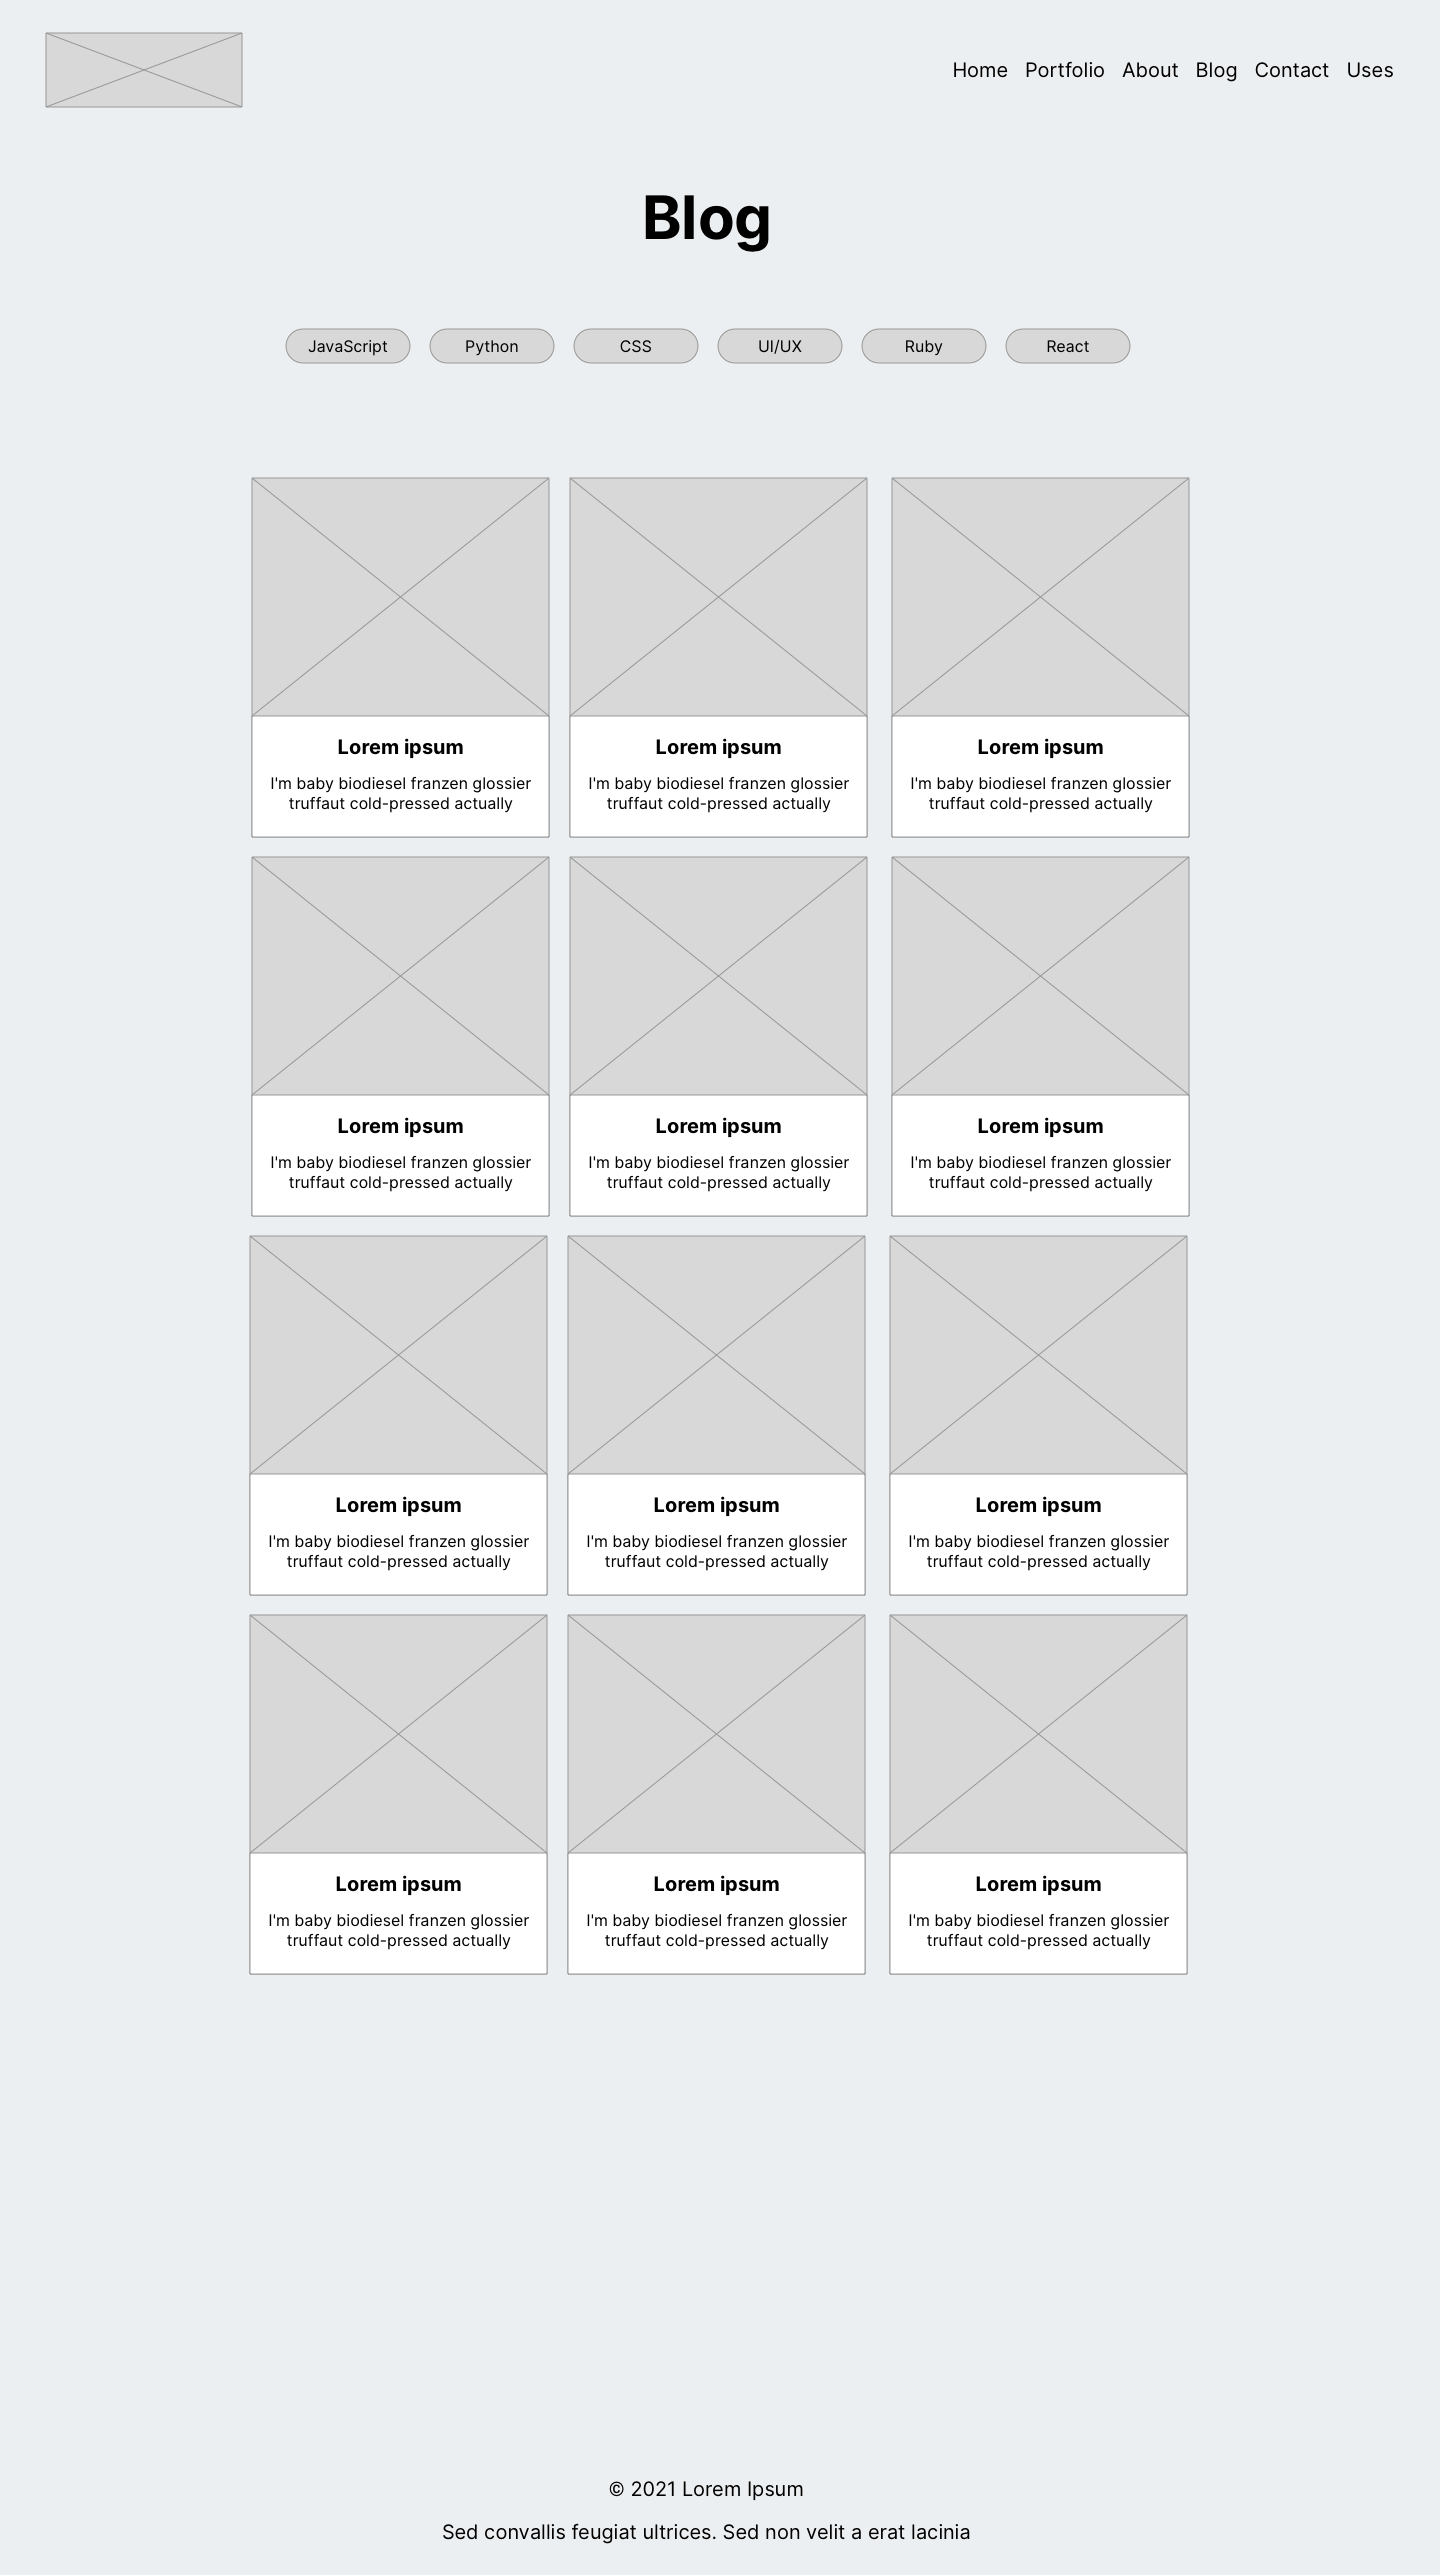 Home Portfolio About Blog Contact Uses
Blog
JavaScript Python CSS UI/UX Ruby React
Lorem ipsum
I'm baby biodiesel franzen glossier
truffaut cold-pressed actually
Lorem ipsum
I'm baby biodiesel franzen glossier
truffaut cold-pressed actually
Lorem ipsum
I'm baby biodiesel franzen glossier
truffaut cold-pressed actually
Lorem ipsum
I'm baby biodiesel franzen glossier
truffaut cold-pressed actually
Lorem ipsum
I'm baby biodiesel franzen glossier
truffaut cold-pressed actually
Lorem ipsum
I'm baby biodiesel franzen glossier
truffaut cold-pressed actually
Lorem ipsum
I'm baby biodiesel franzen glossier
truffaut cold-pressed actually
Lorem ipsum
I'm baby biodiesel franzen glossier
truffaut cold-pressed actually
Lorem ipsum
I'm baby biodiesel franzen glossier
truffaut cold-pressed actually
Lorem ipsum
I'm baby biodiesel franzen glossier
truffaut cold-pressed actually
Lorem ipsum
I'm baby biodiesel franzen glossier
truffaut cold-pressed actually
Lorem ipsum
I'm baby biodiesel franzen glossier
truffaut cold-pressed actually
© 2021 Lorem Ipsum
Sed convallis feugiat ultrices. Sed non velit a erat lacinia